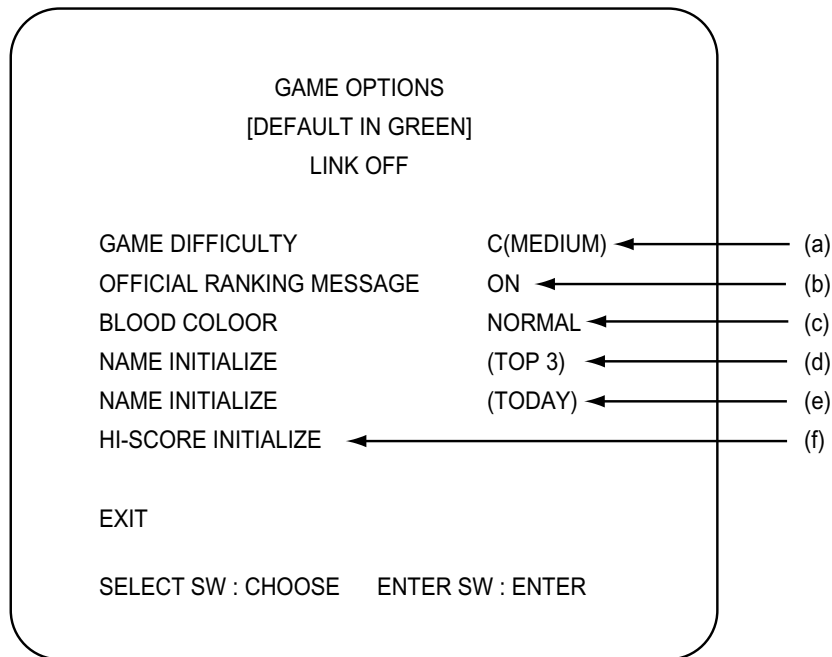 GAME OPTIONS
[DEFAULT IN GREEN]
LINK OFF
GAME DIFFICULTY C(MEDIUM) (a)
OFFICIAL RANKING MESSAGE ON (b)
BLOOD COLOOR NORMAL (c)
NAME INITIALIZE (TOP 3) (d)
NAME INITIALIZE (TODAY) (e)
HI-SCORE INITIALIZE (f)
EXIT
SELECT SW : CHOOSE ENTER SW : ENTER